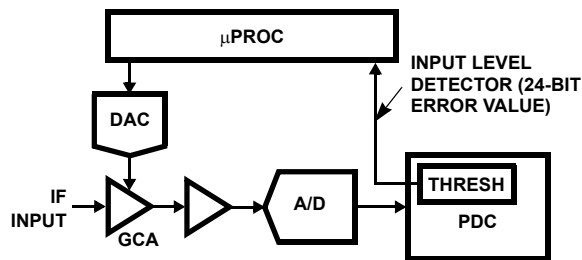 μPROC
INPUT LEVEL
DETECTOR (24-BIT
ERROR VALUE)
DAC
THRESH
IF
INPUT
A/D
PDC
GCA